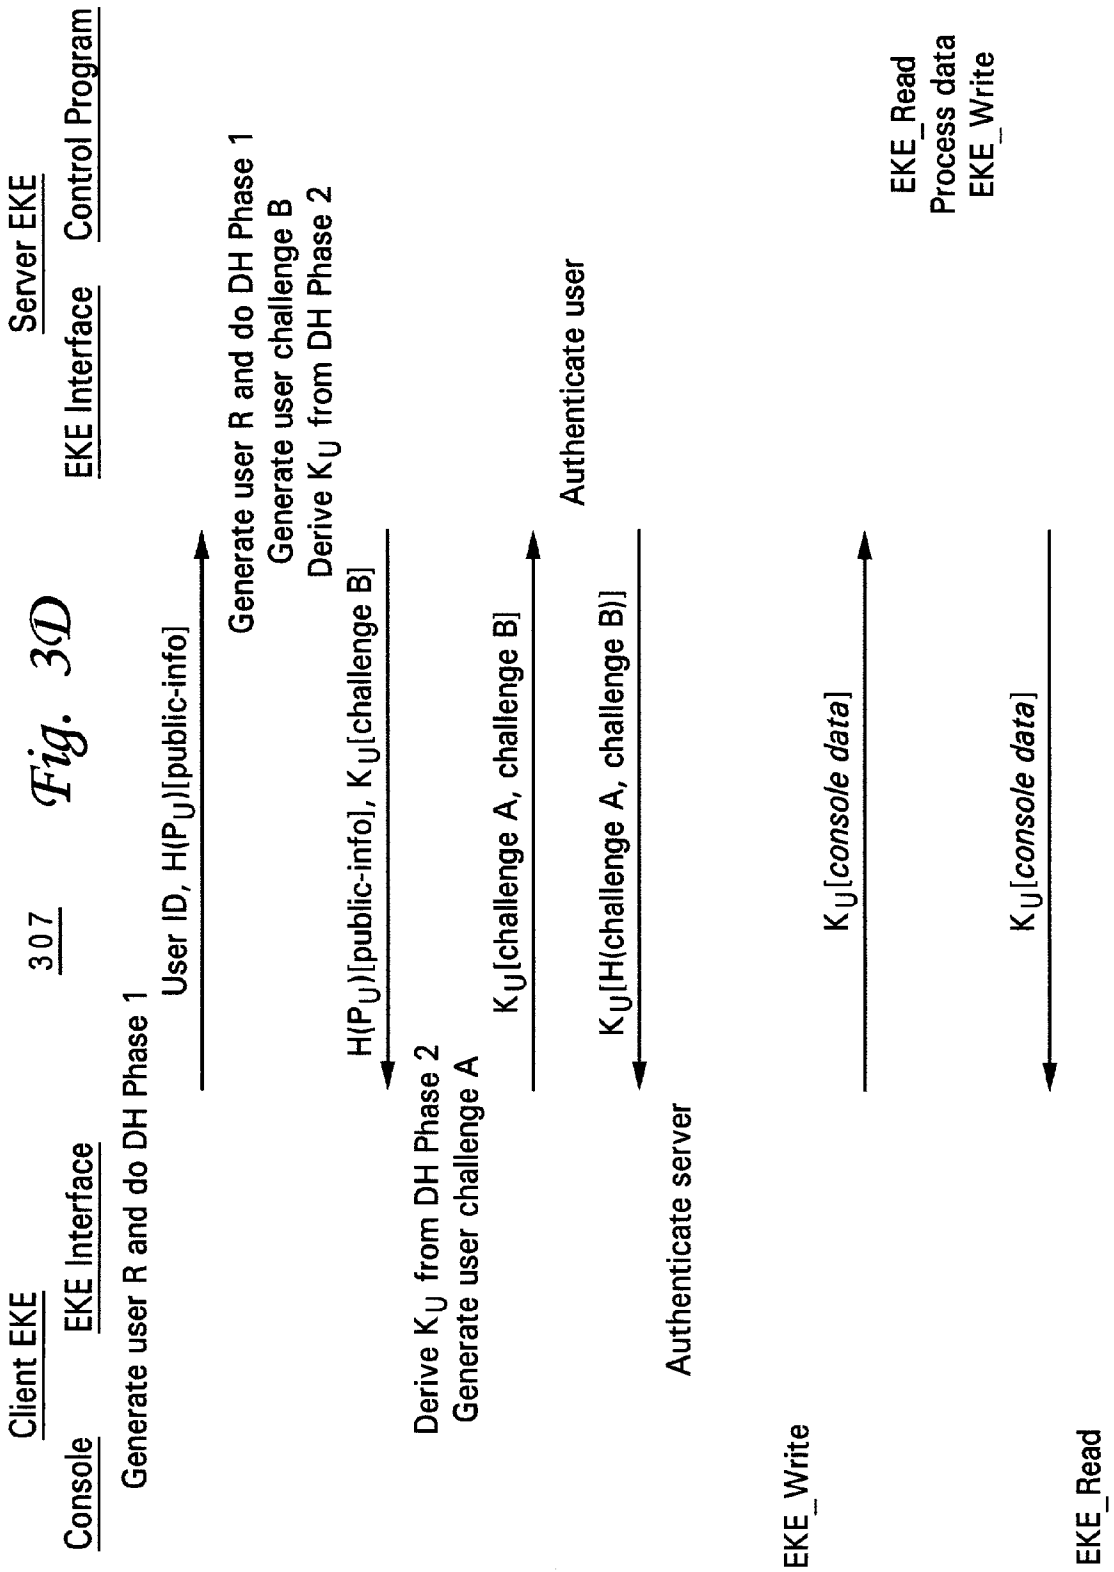 307
Fig. 3D
Client EKE
Server EKE
Console
EKE Interface
EKE Interface
Control Program
Generate user R and do DH Phase 1
User ID, H(PU)[public-info]
Generate user R and do DH Phase 1
Generate user challenge B
Derive KU from DH Phase 2
H(PU)[public-info], KU[challenge B]
Derive KU from DH Phase 2
Generate user challenge A
KU[challenge A, challenge B]
Authenticate user
KU[H(challenge A, challenge B)]
Authenticate server
EKE_Write
KU[console data]
EKE_Read
Process data
EKE_Write
KU[console data]
EKE_Read